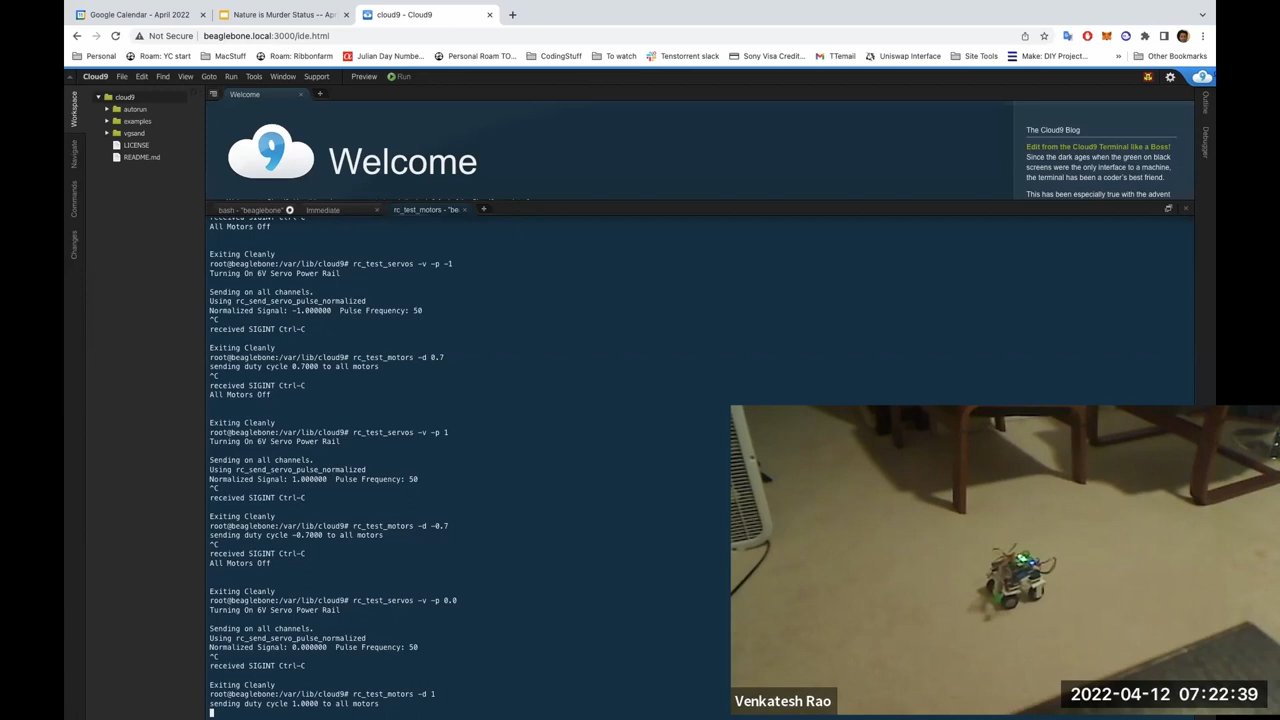 Google Calendar - April 2022
Nature is Murder Status -- Apr
cloud9 - Cloud9
Not Secure
beaglebone.local:3000/ide.html
Personal
Roam: YC start
MacStuff
Roam: Ribbonfarm
Julian Day Numbe...
Personal Roam TO...
CodingStuff
To watch
Tenstorrent slack
Sony Visa Credit...
TTemail
Uniswap Interface
Site Tools
Make: DIY Projec...
Other Bookmarks
Cloud9 File Edit Find View Goto Run Tools Window Support Preview Run
Workspace
Navigate
Commands
Changes
cloud9
autorun
examples
vgsand
LICENSE
README.md
Welcome
9
Welcome
The Cloud9 Blog
Edit from the Cloud9 Terminal like a Boss!
Since the dark ages when the green on black
screens were the only interface to a machine,
the terminal has been a coder's best friend.
This has been especially true with the advent
Outline
Debugger
bash - "beaglebone"
Immediate
rc_test_motors - "bea
received SIGINT Ctrl-C
All Motors Off
Exiting Cleanly
root@beaglebone:/var/lib/cloud9# rc_test_servos -v -p -1
Turning On 6V Servo Power Rail
Sending on all channels.
Using rc_send_servo_pulse_normalized
Normalized Signal: -1.000000 Pulse Frequency: 50
^C
received SIGINT Ctrl-C
Exiting Cleanly
root@beaglebone:/var/lib/cloud9# rc_test_motors -d 0.7
sending duty cycle 0.7000 to all motors
^C
received SIGINT Ctrl-C
All Motors Off
Exiting Cleanly
root@beaglebone:/var/lib/cloud9# rc_test_servos -v -p 1
Turning On 6V Servo Power Rail
Sending on all channels.
Using rc_send_servo_pulse_normalized
Normalized Signal: 1.000000 Pulse Frequency: 50
^C
received SIGINT Ctrl-C
Exiting Cleanly
root@beaglebone:/var/lib/cloud9# rc_test_motors -d -0.7
sending duty cycle -0.7000 to all motors
^C
received SIGINT Ctrl-C
All Motors Off
Exiting Cleanly
root@beaglebone:/var/lib/cloud9# rc_test_servos -v -p 0.0
Turning On 6V Servo Power Rail
Sending on all channels.
Using rc_send_servo_pulse_normalized
Normalized Signal: 0.000000 Pulse Frequency: 50
^C
received SIGINT Ctrl-C
Exiting Cleanly
root@beaglebone:/var/lib/cloud9# rc_test_motors -d 1
sending duty cycle 1.0000 to all motors
Venkatesh Rao
2022-04-12 07:22:39